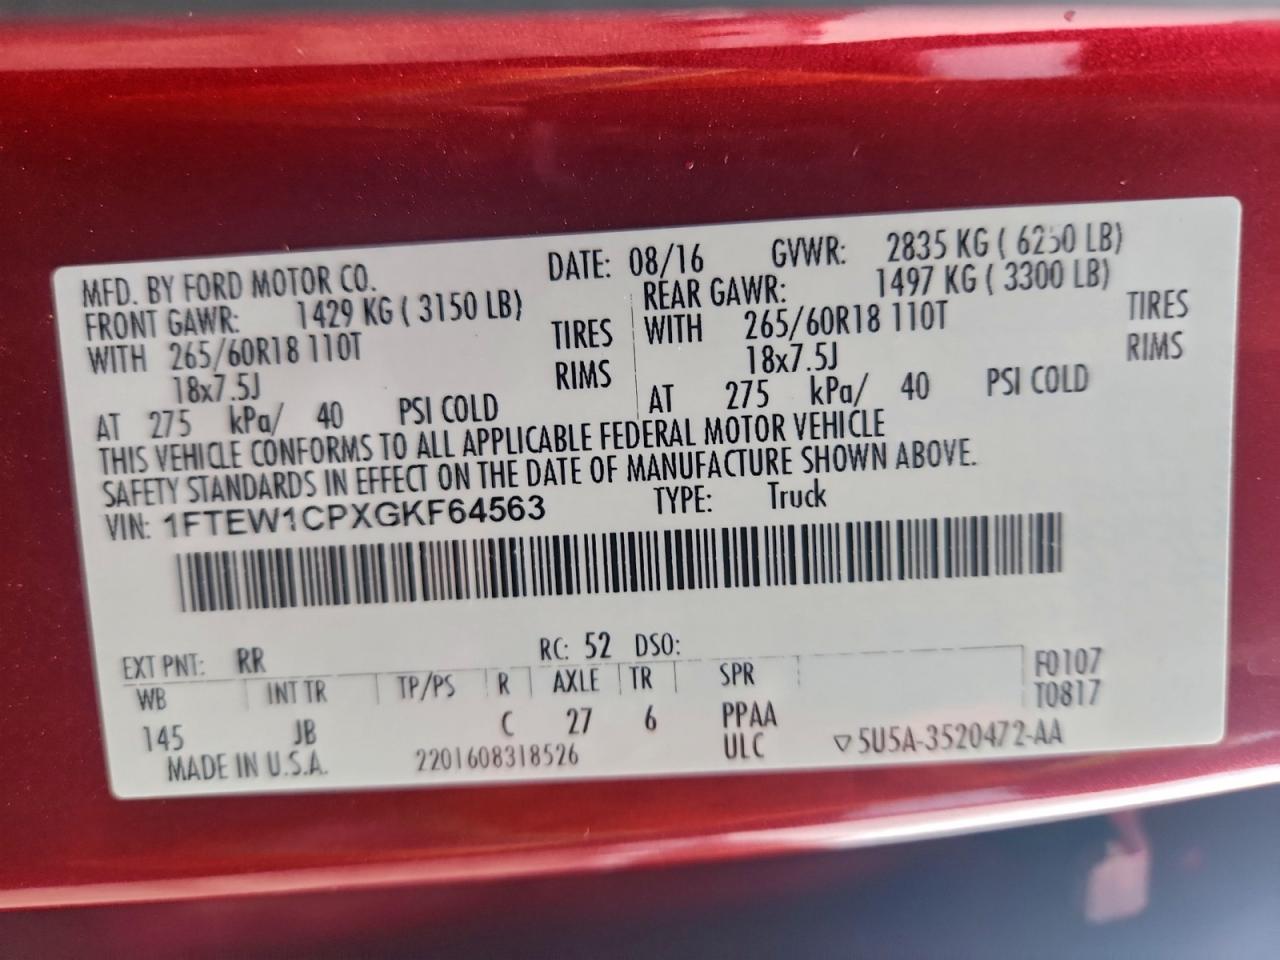 MFD. BY FORD MOTOR CO. DATE: 08/16 GVWR: 2835 KG ( 6250 LB)
FRONT GAWR: 1429 KG ( 3150 LB) REAR GAWR: 1497 KG ( 3300 LB)
WITH 265/60R18 110T TIRES WITH 265/60R18 110T TIRES
18x7.5J RIMS 18x7.5J RIMS
AT 275 kPa/ 40 PSI COLD AT 275 kPa/ 40 PSI COLD
THIS VEHICLE CONFORMS TO ALL APPLICABLE FEDERAL MOTOR VEHICLE
SAFETY STANDARDS IN EFFECT ON THE DATE OF MANUFACTURE SHOWN ABOVE.
VIN: 1FTEW1CPXGKF64563 TYPE: Truck
EXT PNT: RR RC: 52 DSO: F0107
WB INT TR TP/PS R AXLE TR SPR T0817
145 JB C 27 6 PPAA
MADE IN U.S.A. 2201608318526 ULC ▽5U5A-3520472-AA